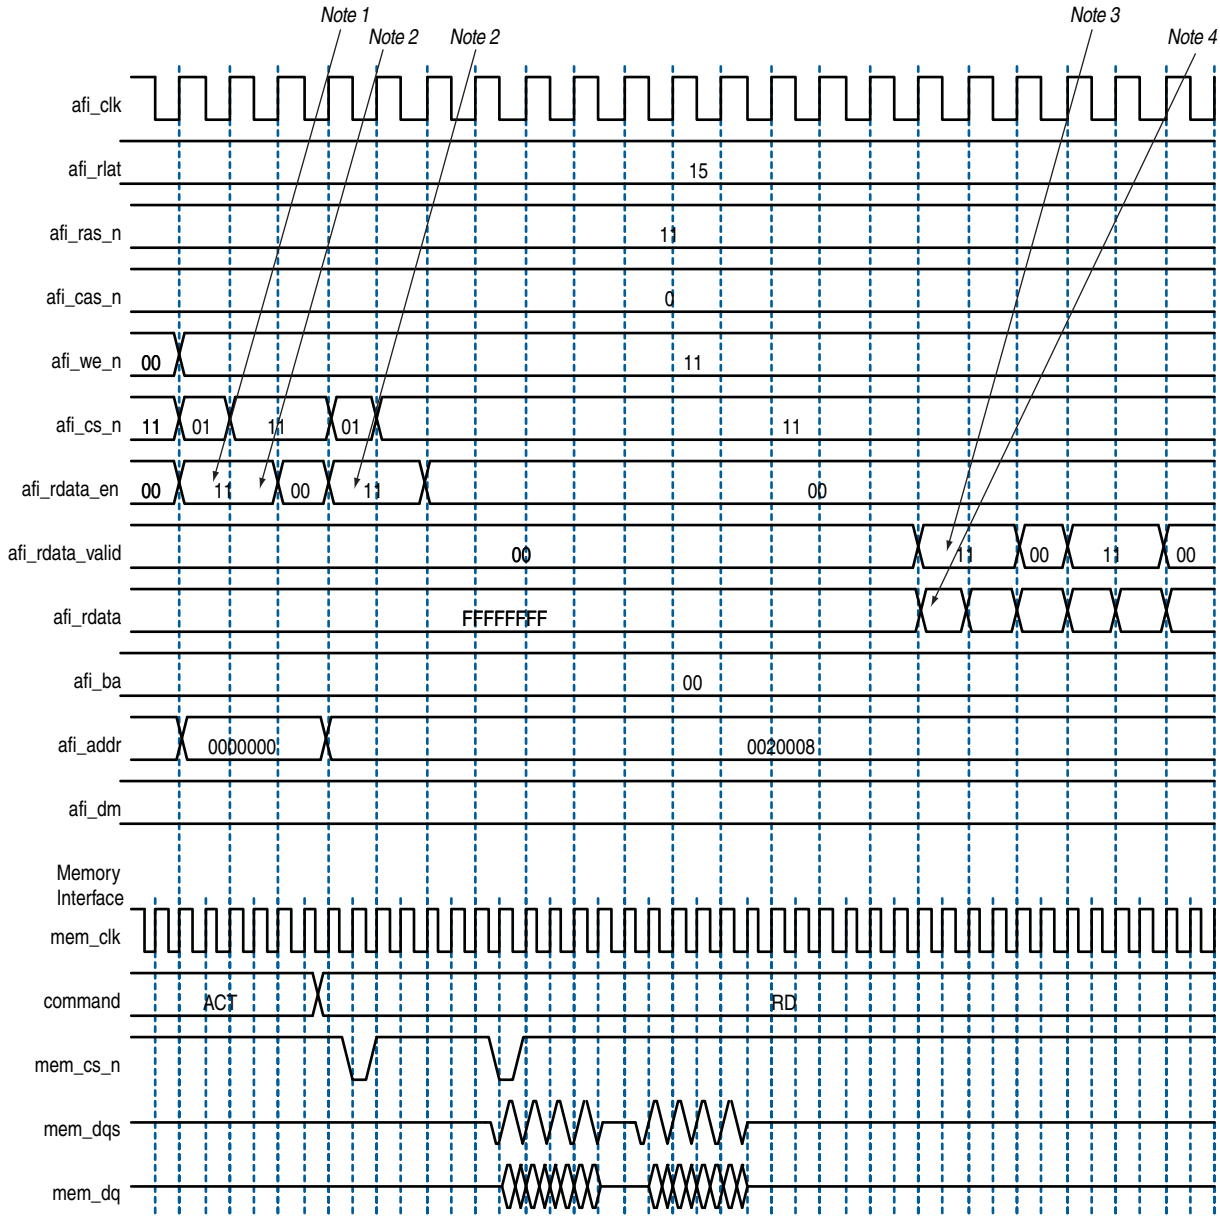 Note 1
Note 2
Note 2
Note 3
Note 4
afi_clk
afi_rlat
15
afi_ras_n
11
afi_cas_n
0
afi_we_n
00
11
afi_cs_n
11
01
11
01
11
afi_rdata_en
00
11
00
11
00
afi_rdata_valid
00
11
00
11
00
afi_rdata
FFFFFFFF
afi_ba
00
afi_addr
0000000
0020008
afi_dm
Memory
Interface
mem_clk
command
ACT
RD
mem_cs_n
mem_dqs
mem_dq